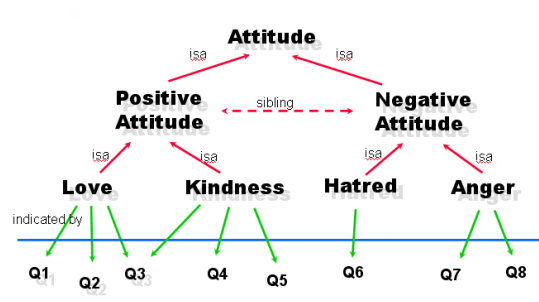 Attitude
isa isa
Positive Attitude
sibling
Negative Attitude
isa isa isa isa
Love Kindness Hatred Anger
indicated by
Q1 Q2 Q3 Q4 Q5 Q6 Q7 Q8